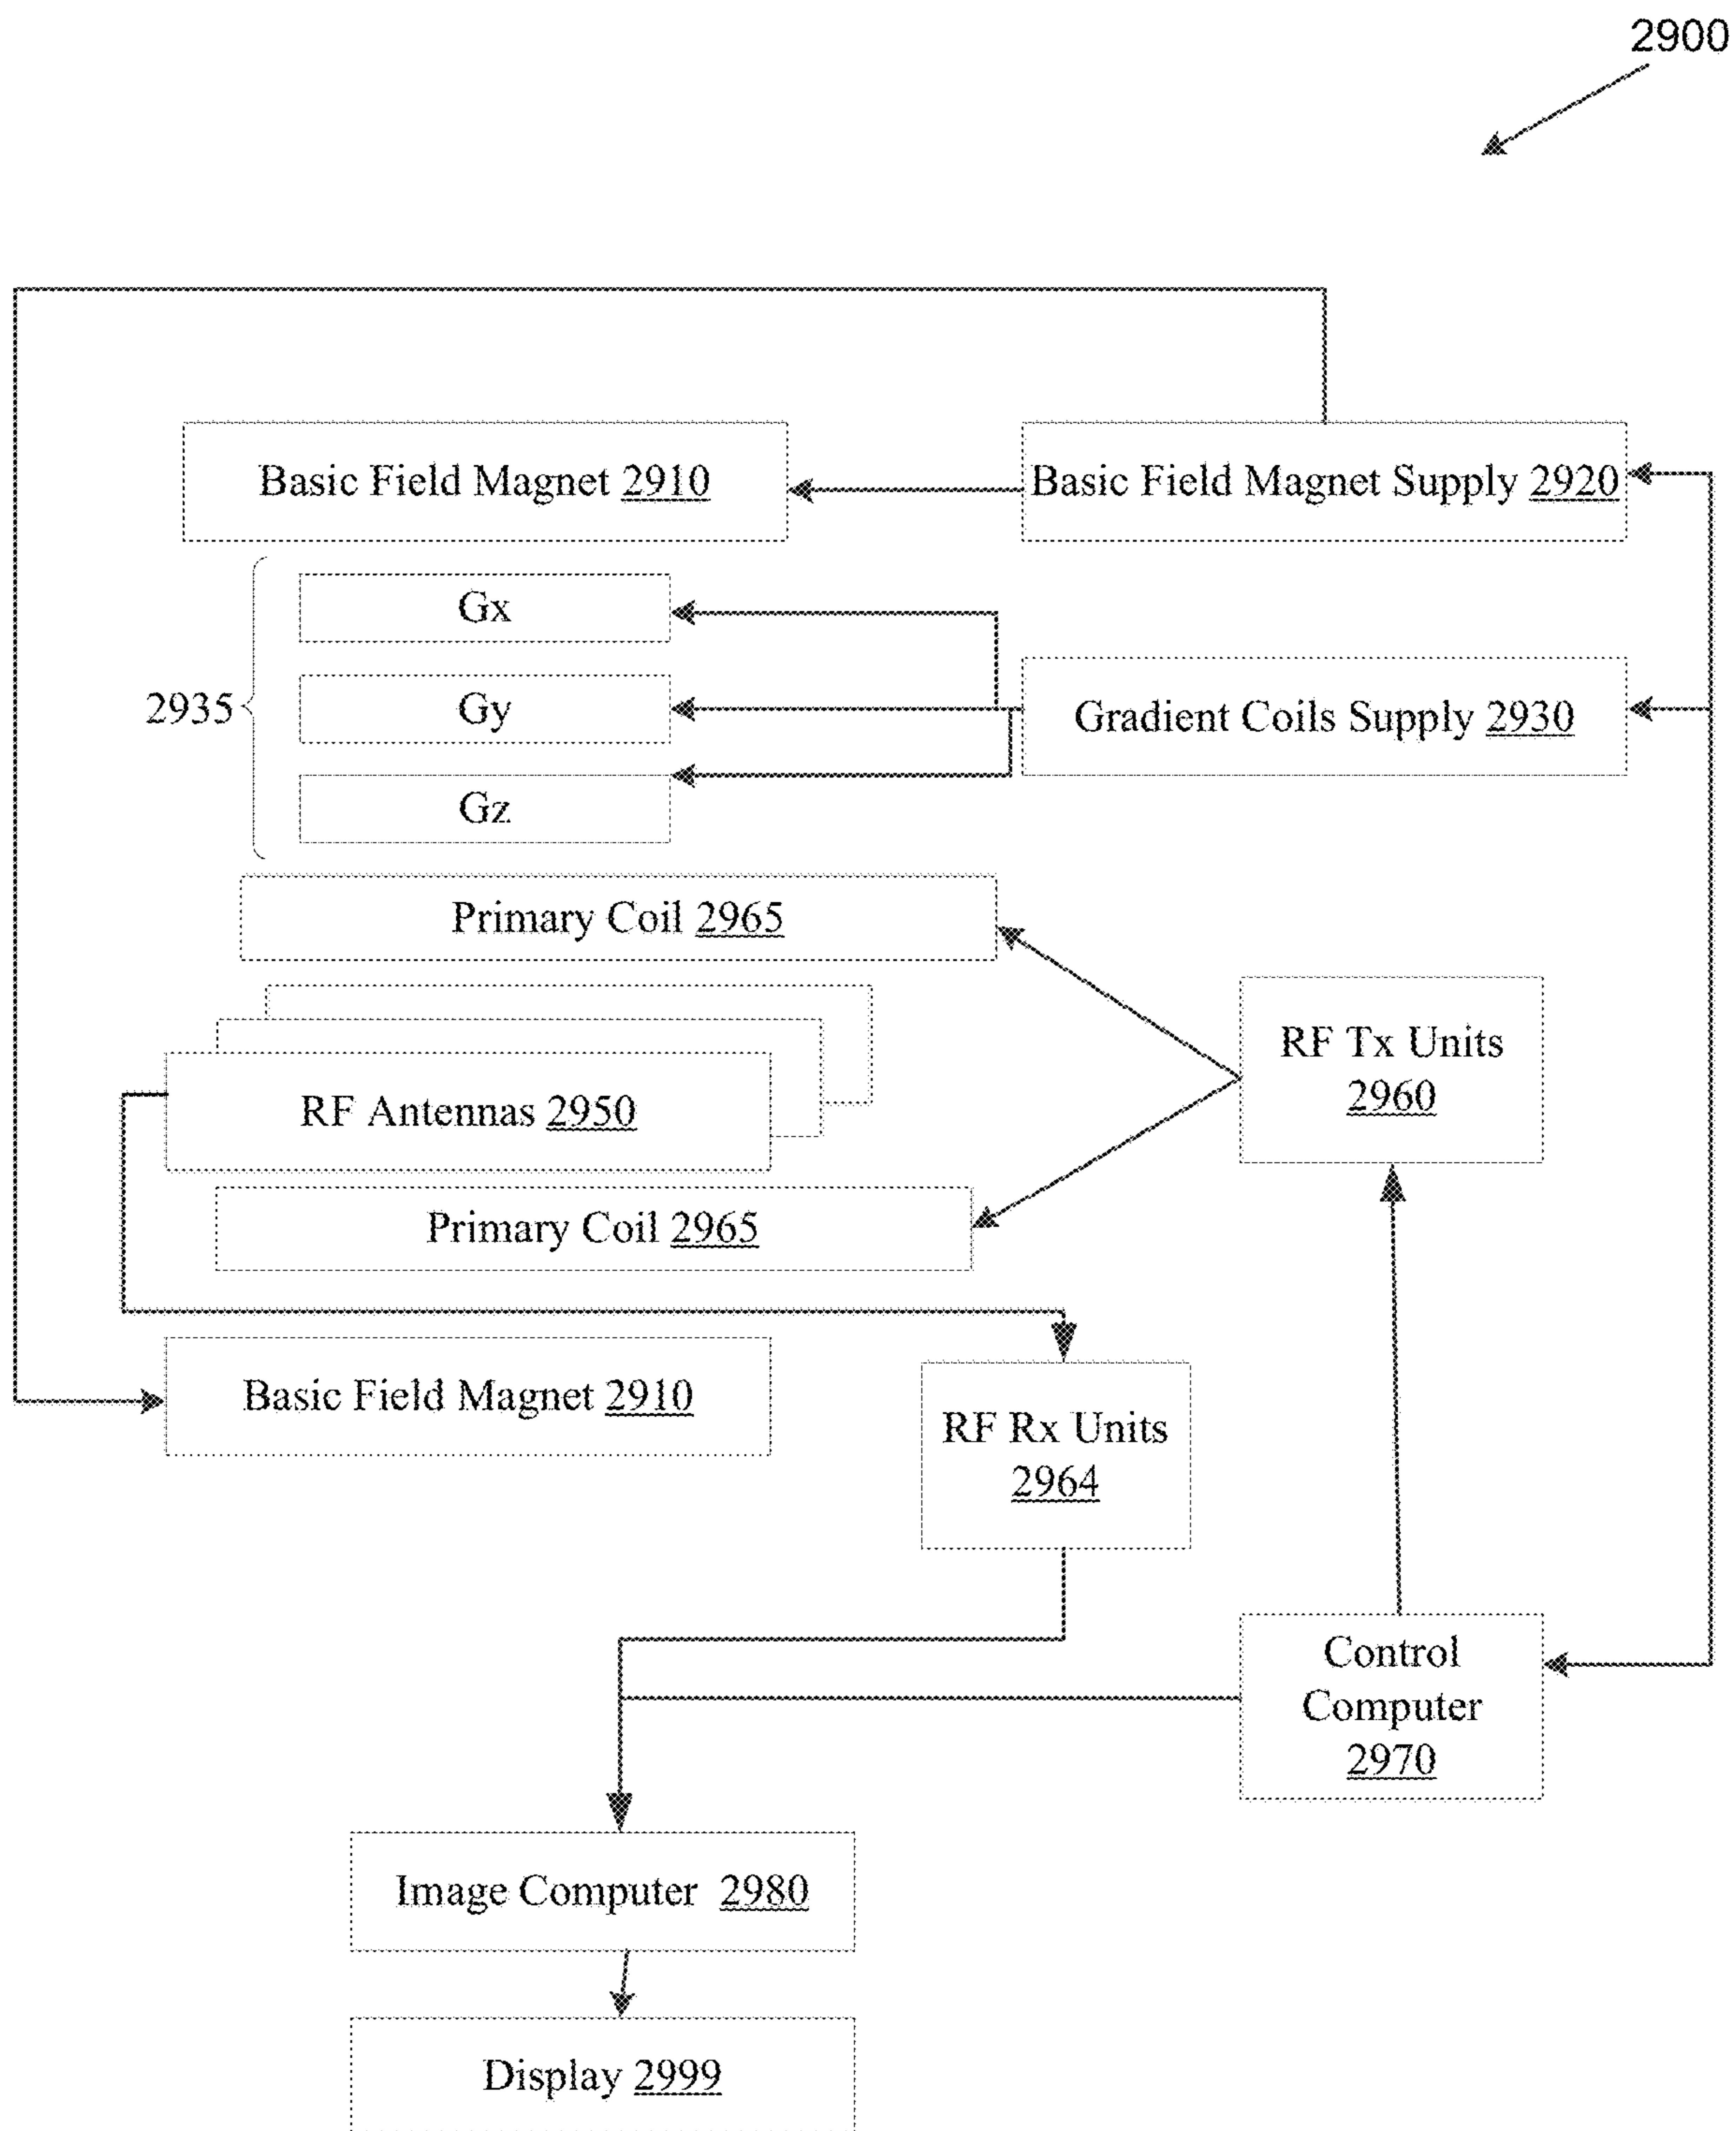 2900
Basic Field Magnet 2910
Basic Field Magnet Supply 2920
Gx
2935
Gy
Gradient Coils Supply 2930
Gz
Primary Coil 2965
RF Tx Units
2960
RF Antennas 2950
Primary Coil 2965
Basic Field Magnet 2910
RF Rx Units
2964
Control
Computer
2970
Image Computer 2980
Display 2999